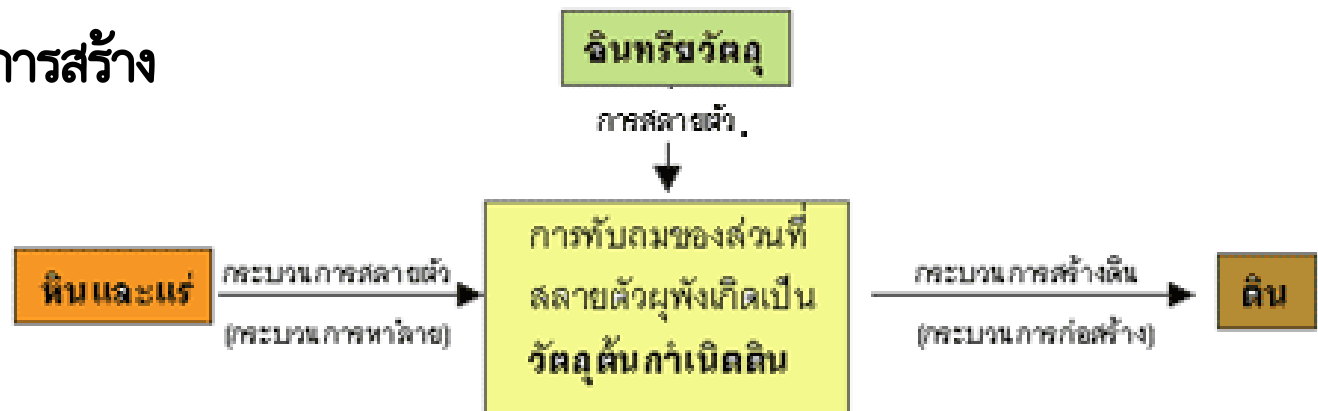 การสร้าง
อินทรียวัตถุ
การสลายตัว
การทับถมของส่วนที่
สลายตัวผุพังเกิดเป็น
วัตถุต้นกำเนิดดิน
หินและแร่
กระบวนการสลายตัว
(กระบวนการทำลาย)
กระบวนการสร้างดิน
(กระบวนการก่อสร้าง)
ดิน